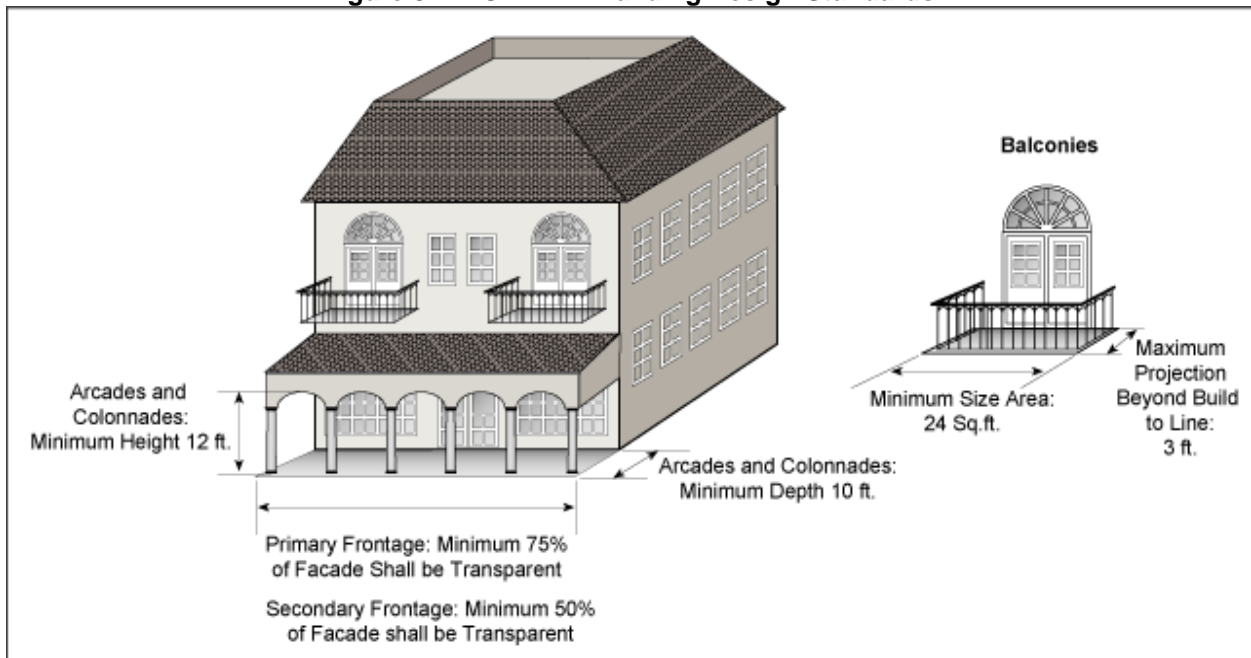 Balconies
Arcades and
Colonnades:
Minimum Height 12 ft.
Arcades and Colonnades:
Minimum Depth 10 ft.
Primary Frontage: Minimum 75%
of Facade Shall be Transparent
Secondary Frontage: Minimum 50%
of Facade shall be Transparent
Minimum Size Area:
24 Sq.ft.
Maximum
Projection
Beyond Build
to Line:
3 ft.